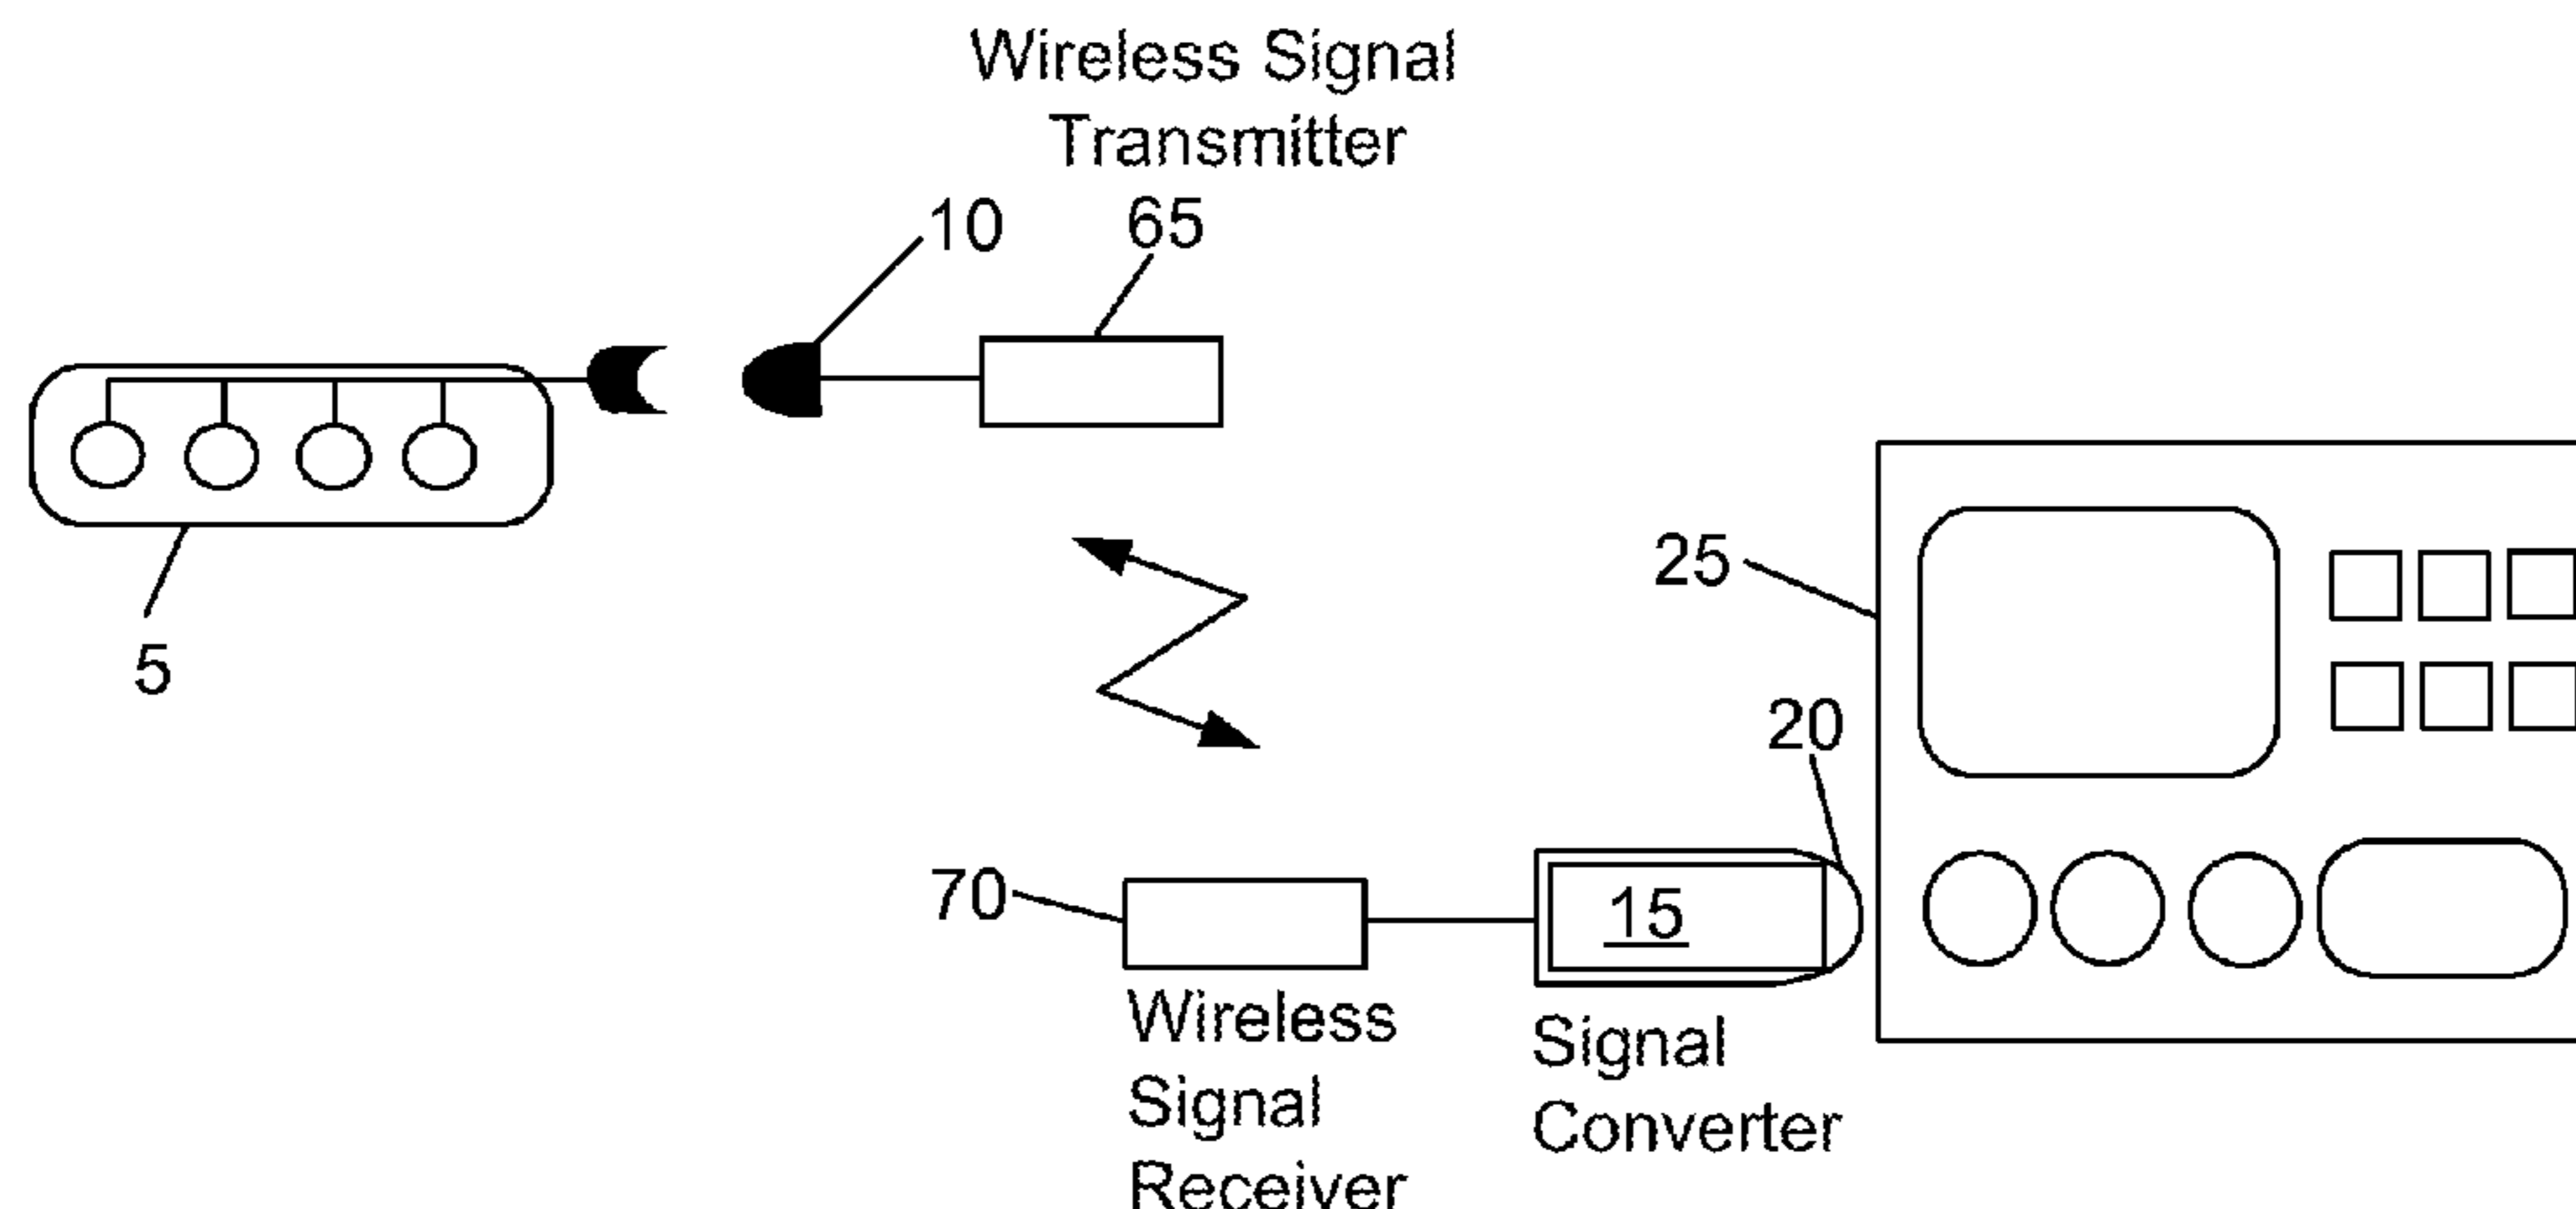 Wireless Signal
Transmitter
10
65
5
25
20
70
15
Wireless
Signal
Receiver
Signal
Converter